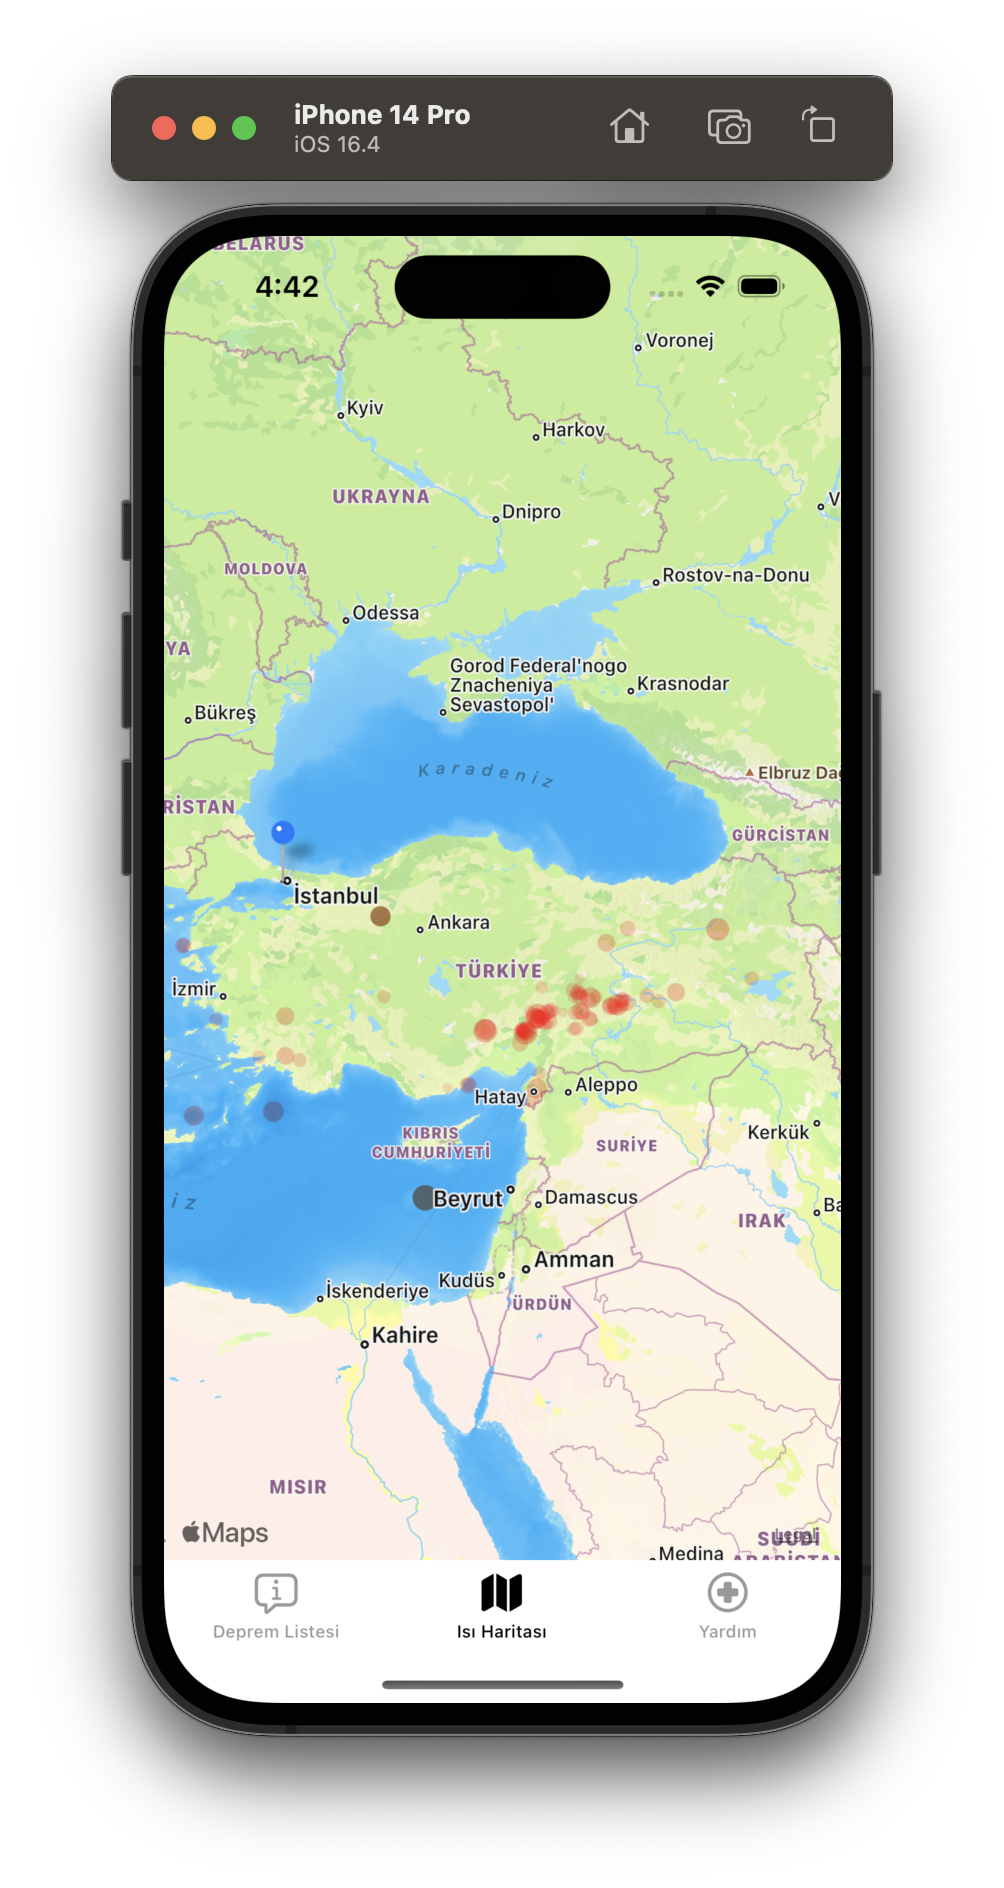 iPhone 14 Pro
iOS 16.4
BELARUS
4:42
Voronej
Kyiv
Harkov
UKRAYNA
V
Dnipro
MOLDOVA
Rostov-na-Donu
Odessa
YA
Gorod Federal'nogo
Znacheniya
Sevastopol'
Krasnodar
Bükreş
Karadeniz
Elbruz Dağ
RİSTAN
GÜRCİSTAN
İstanbul
Ankara
TÜRKİYE
İzmir
Hatay
Aleppo
KIBRIS
CUMHURİYETİ
Kerkük
SURİYE
iz
Beyrut
Damascus
Ba
IRAK
Amman
Kudüs
İskenderiye
ÜRDÜN
Kahire
MISIR
Maps
Legal
SUUDİ
ARABİSTAN
Medina
Deprem Listesi
Isı Haritası
Yardım